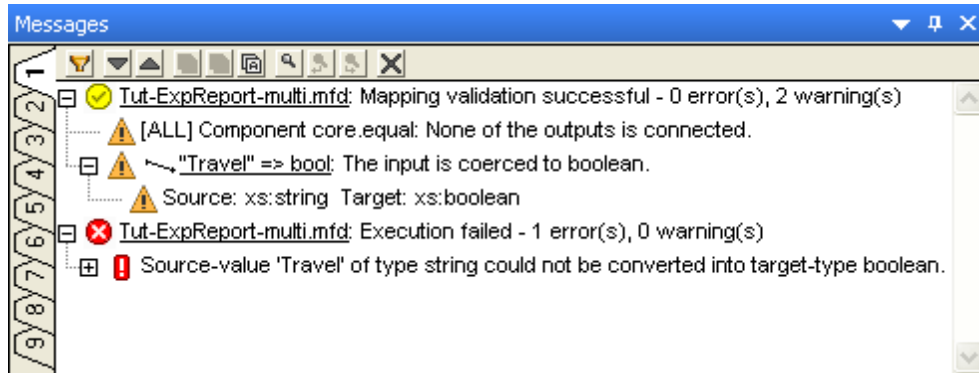 Messages
Tut-ExpReport-multi.mfd: Mapping validation successful - 0 error(s), 2 warning(s)
[ALL] Component core.equal: None of the outputs is connected.
"Travel" => bool: The input is coerced to boolean.
Source: xs:string Target: xs:boolean
Tut-ExpReport-multi.mfd: Execution failed - 1 error(s), 0 warning(s)
Source-value 'Travel' of type string could not be converted into target-type boolean.
1
2
3
4
5
6
7
8
9